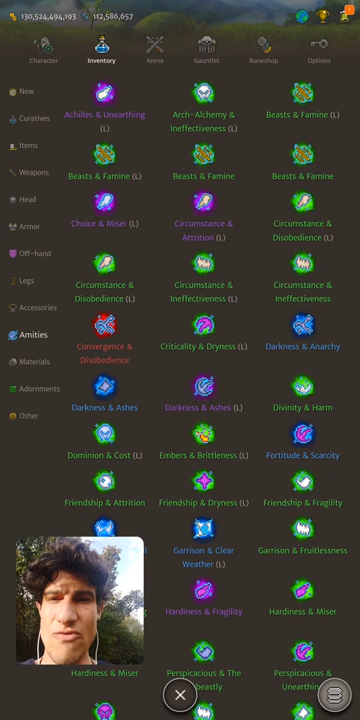 130,524,494,193 112,586,657
Character Inventory Arena Gauntlet Runeshop Options
New
Curatives
Items
Weapons
Head
Armor
Off-hand
Legs
Accessories
Amities
Materials
Adornments
Other
Achilles & Unearthing
(L)
Arch-Alchemy &
Ineffectiveness (L)
Beasts & Famine (L)
Beasts & Famine (L)
Beasts & Famine
Beasts & Famine
Choice & Miser (L)
Circumstance &
Attrition (L)
Circumstance &
Disobedience (L)
Circumstance &
Disobedience (L)
Circumstance &
Ineffectiveness (L)
Circumstance &
Ineffectiveness
Convergence &
Disobedience
Criticality & Dryness (L)
Darkness & Anarchy
Darkness & Ashes
Darkness & Ashes (L)
Divinity & Harm
Dominion & Cost (L)
Embers & Brittleness (L)
Fortitude & Scarcity
Friendship & Attrition
Friendship & Dryness (L)
Friendship & Fragility
Garrison & Clear
Weather (L)
Garrison & Fruitlessness
Hardiness & Fragility
Hardiness & Miser
Hardiness & Miser
Perspicacious & The
Perspicacious &